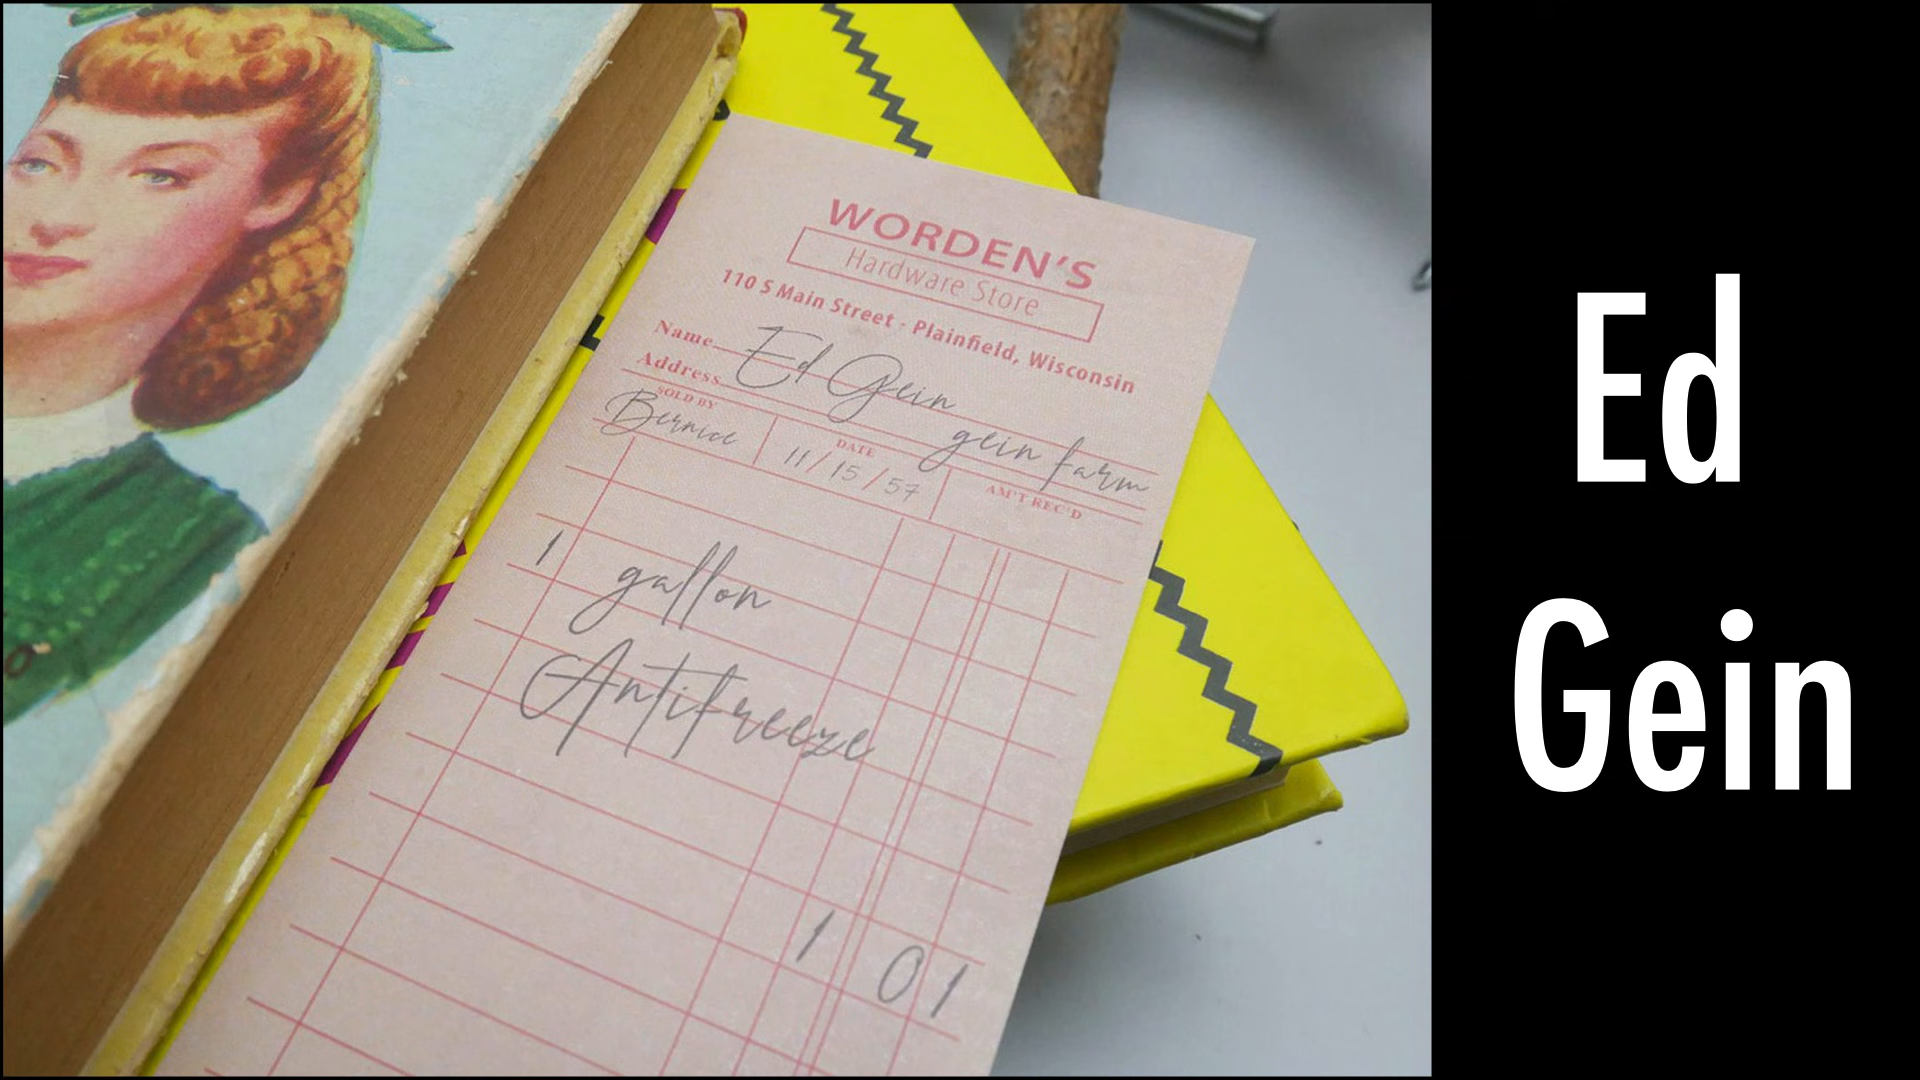 WORDEN'S
Hardware Store
110 S Main Street - Plainfield, Wisconsin
Name Ed Gein
Address gein farm
SOLD BY Bernice
DATE 11/15/57
AM'T REC'D
1 gallon
Antifreeze
1 01
Ed
Gein